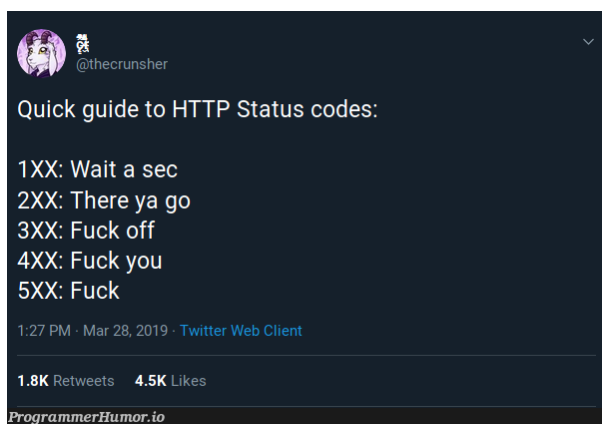 @thecrunsher
Quick guide to HTTP Status codes:
1XX: Wait a sec
2XX: There ya go
3XX: Fuck off
4XX: Fuck you
5XX: Fuck
1:27 PM · Mar 28, 2019 · Twitter Web Client
1.8K Retweets 4.5K Likes
ProgrammerHumor.io